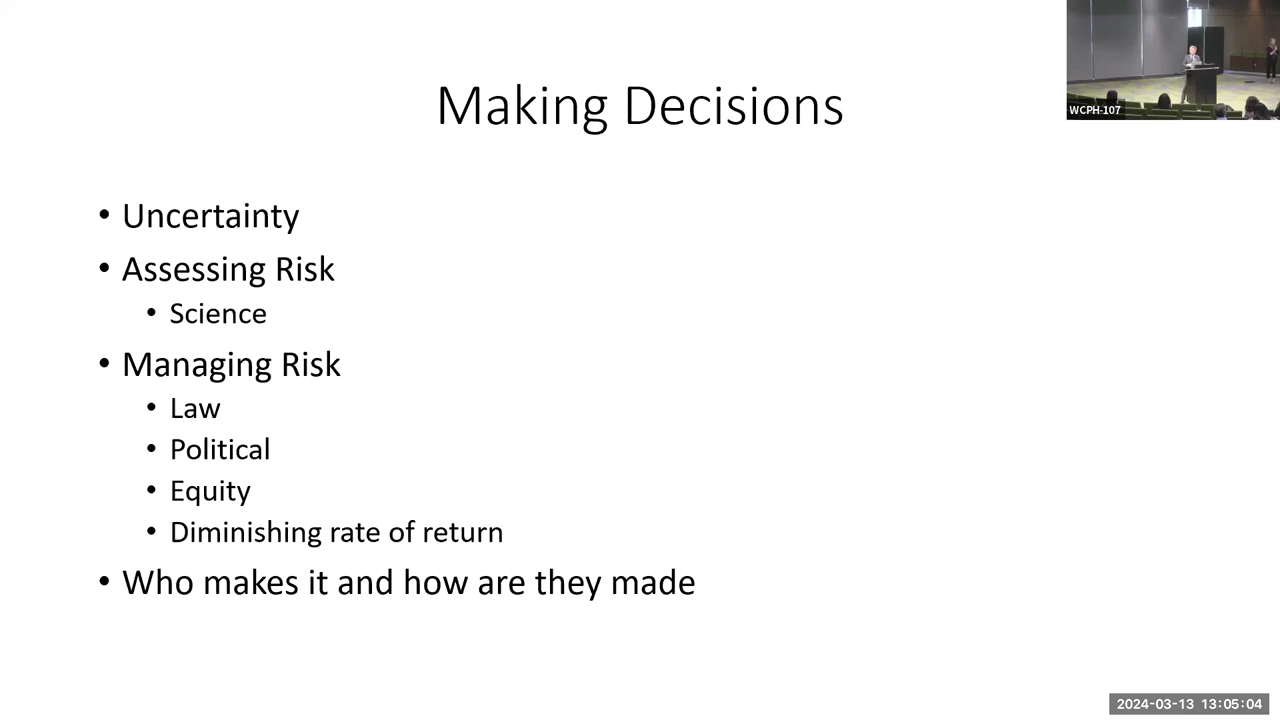 Making Decisions
WCPH-107
• Uncertainty
• Assessing Risk
• Science
• Managing Risk
• Law
• Political
• Equity
• Diminishing rate of return
• Who makes it and how are they made
2024-03-13 13:05:04